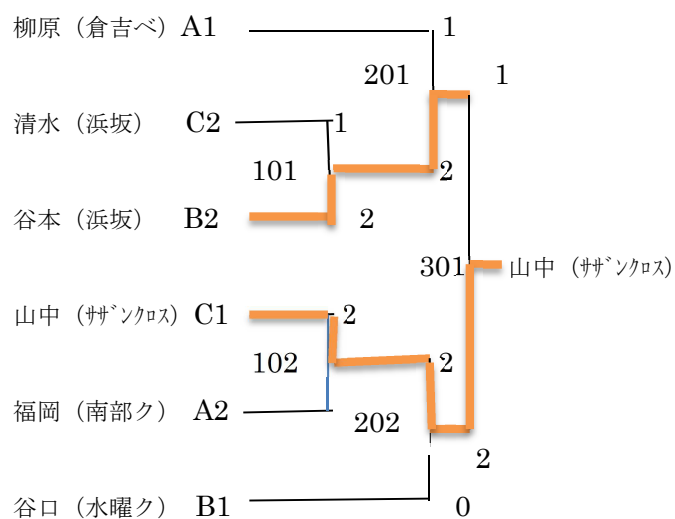 柳原（倉吉ベ）A1 1
201 1
清水（浜坂） C2 1
101 2
谷本（浜坂） B2 2
301 山中（ｻｻﾞﾝｸﾛｽ）
山中（ｻｻﾞﾝｸﾛｽ）C1 2
102 2
福岡（南部ク） A2 202
2
谷口（水曜ク） B1 0